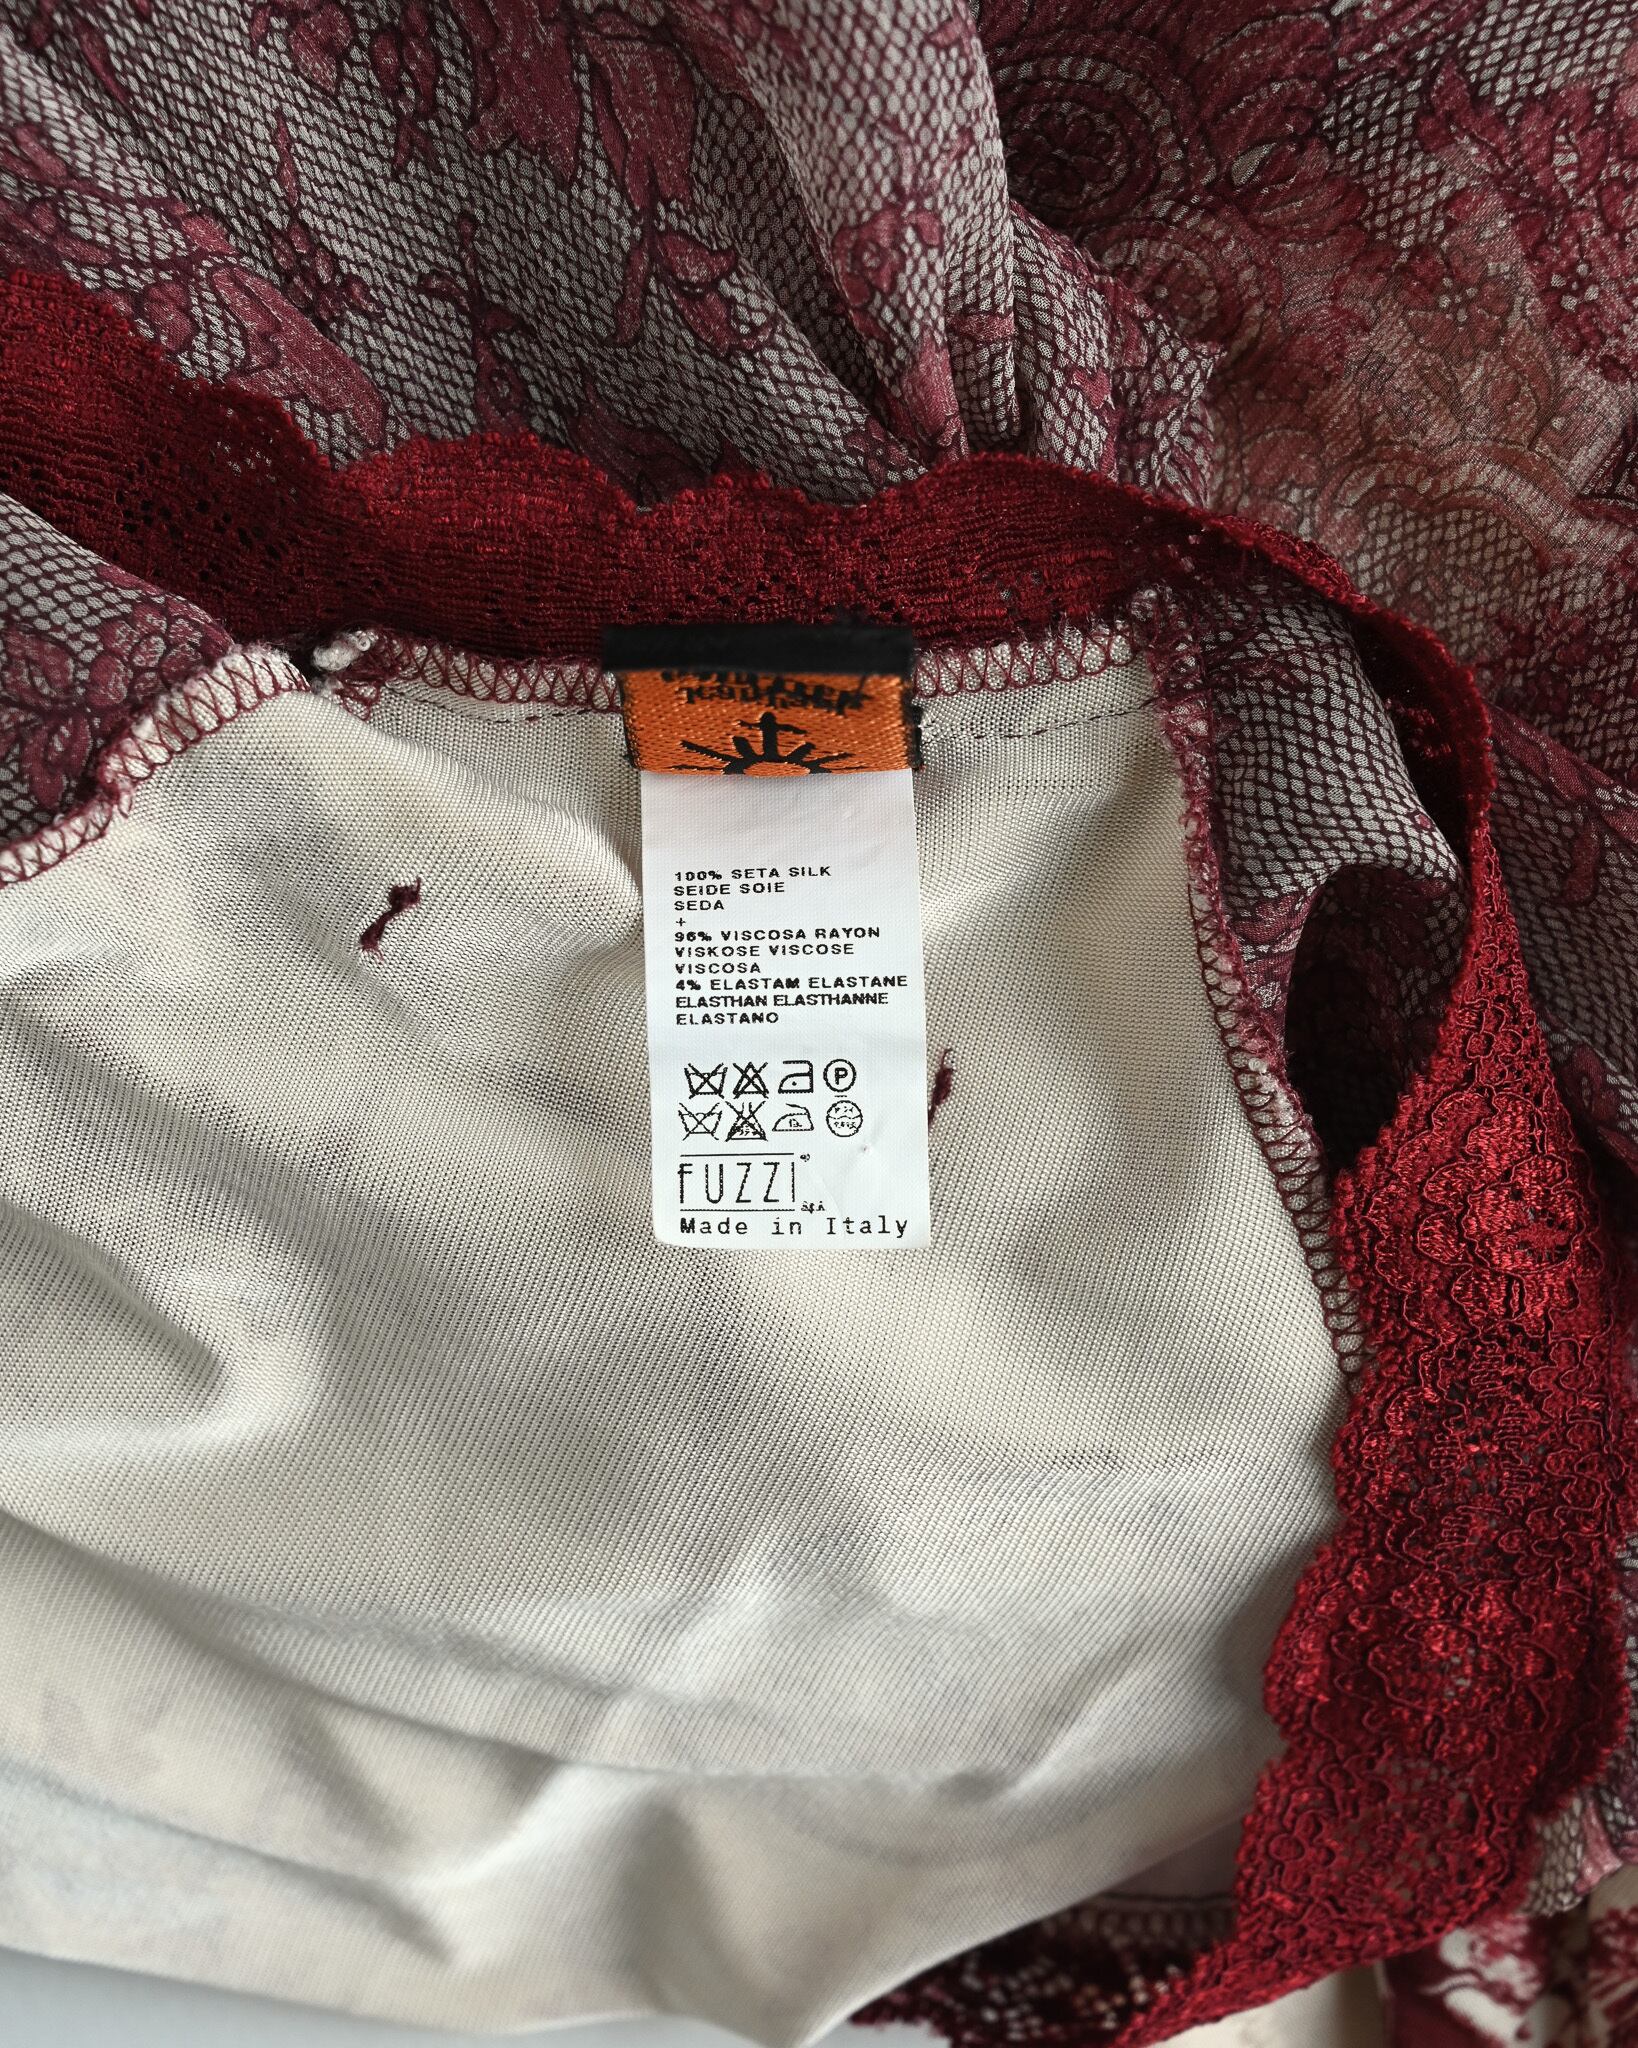 100% SETA SILK
SEIDE SOIE
SEDA
+
96% VISCOSA RAYON
VISKOSE VISCOSE
VISCOSA
4% ELASTAM ELASTANE
ELASTHAN ELASTHANNE
ELASTANO
P
FUZZI
S.p.A.
Made in Italy